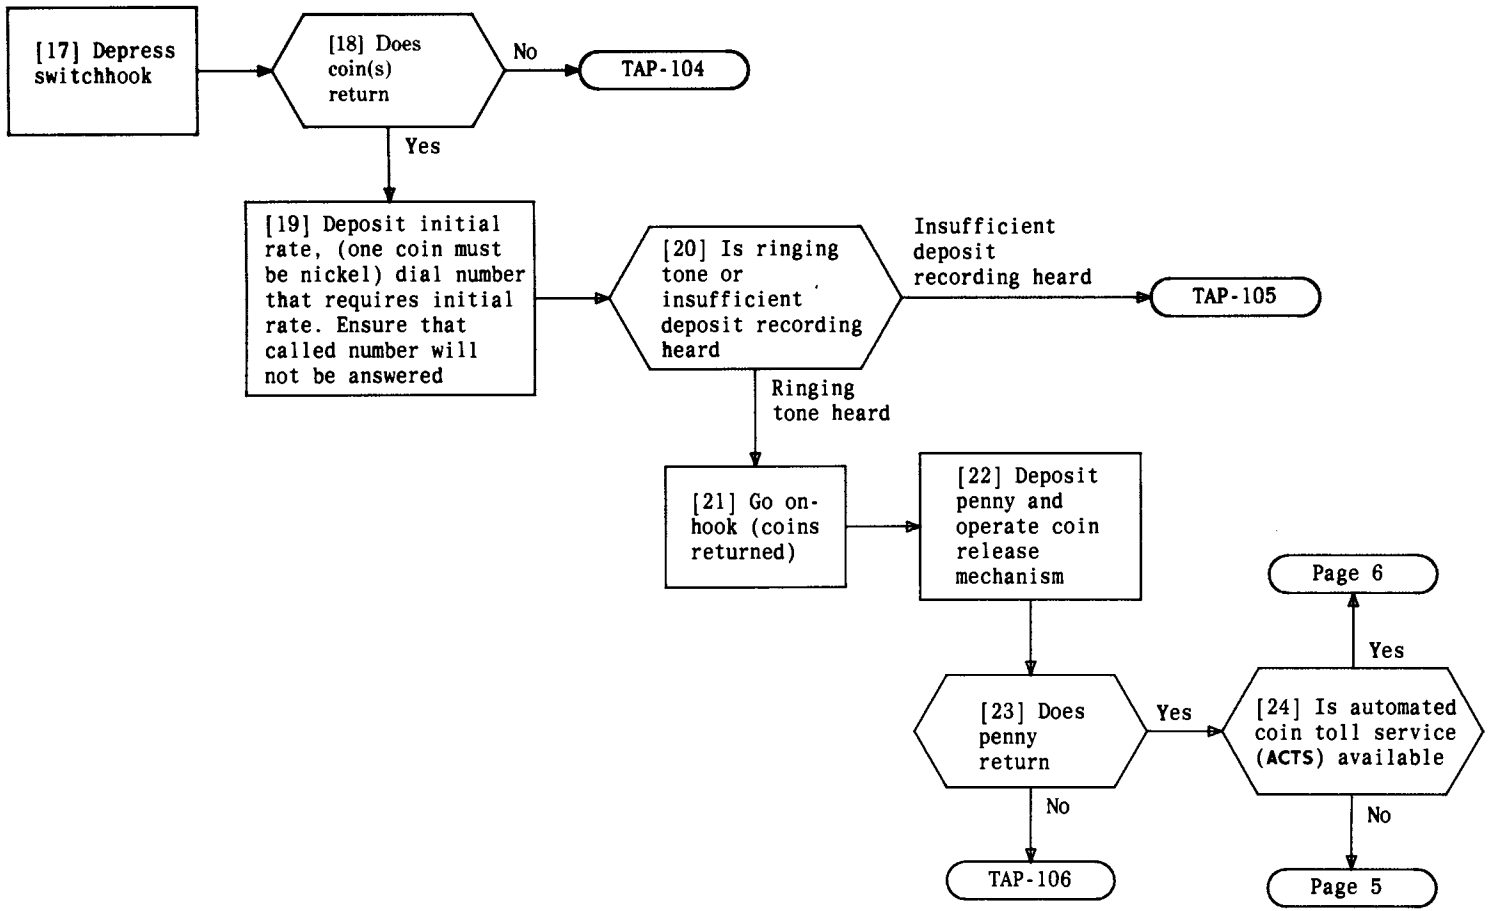 [17] Depress
switchhook
[18] Does
coin(s)
return
No
TAP-104
Yes
[19] Deposit initial
rate, (one coin must
be nickel) dial number
that requires initial
rate. Ensure that
called number will
not be answered
[20] Is ringing
tone or
insufficient
deposit recording
heard
Insufficient
deposit
recording heard
TAP-105
Ringing
tone heard
[21] Go on-
hook (coins
returned)
[22] Deposit
penny and
operate coin
release
mechanism
[23] Does
penny
return
Yes
No
TAP-106
[24] Is automated
coin toll service
(ACTS) available
Yes
Page 6
No
Page 5